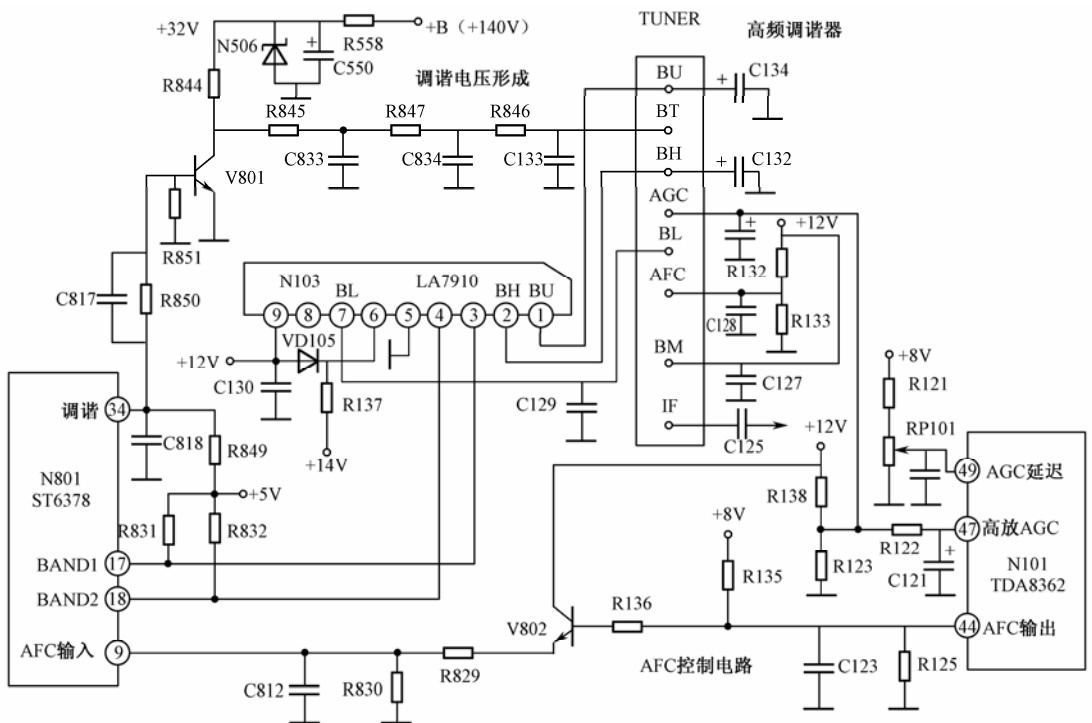 TUNER
高频调谐器
+32V
N506
+
C550
R558
+B（+140V）
调谐电压形成
R844
R845
R847
R846
C833
C834
C133
V801
R851
C817
R850
BU
BT
BH
AGC
BL
AFC
BM
IF
+
C134
+
C132
+
+12V
R132
C128
R133
C127
C125
N103
BL
LA7910
BH
BU
9
8
7
6
5
4
3
2
1
VD105
+12V
C130
R137
+14V
C129
+8V
R121
RP101
+12V
R138
调谐
34
C818
R849
N801
ST6378
+5V
R831
R832
BAND1
17
BAND2
18
AFC输入
9
49
AGC延迟
47
高放AGC
R122
+
C121
N101
TDA8362
R123
+8V
R135
R136
V802
44
AFC输出
AFC控制电路
C123
R125
R829
C812
R830